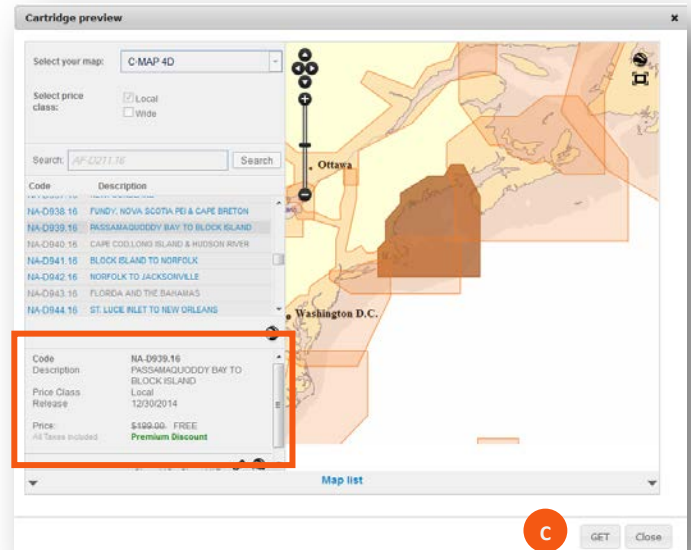 Cartridge preview x
Select your map: C-MAP 4D
Select price class: Local
Wide
Search: AF-D211.16 Search
Code Description
NA-D938.16 FUNDY, NOVA SCOTIA PEI & CAPE BRETON
NA-D939.16 PASSAMAQUODDY BAY TO BLOCK ISLAND
NA-D940.16 CAPE COD,LONG ISLAND & HUDSON RIVER
NA-D941.16 BLOCK ISLAND TO NORFOLK
NA-D942.16 NORFOLK TO JACKSONVILLE
NA-D943.16 FLORIDA AND THE BAHAMAS
NA-D944.16 ST. LUCE INLET TO NEW ORLEANS
Code NA-D939.16
Description PASSAMAQUODDY BAY TO
BLOCK ISLAND
Price Class Local
Release 12/30/2014
Price: $199.00 FREE
All Taxes Included Premium Discount
Ottawa
Washington D.C.
Map list
C GET Close